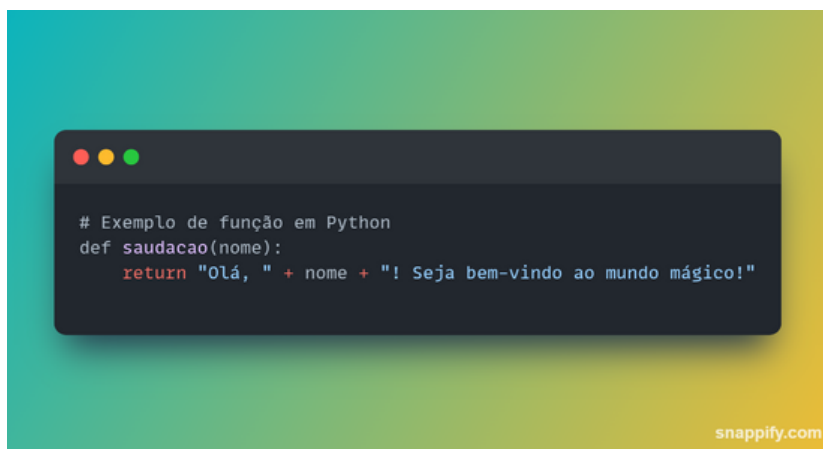 # Exemplo de função em Python
def saudacao(nome):
    return "Olá, " + nome + "! Seja bem-vindo ao mundo mágico!"
snappify.com